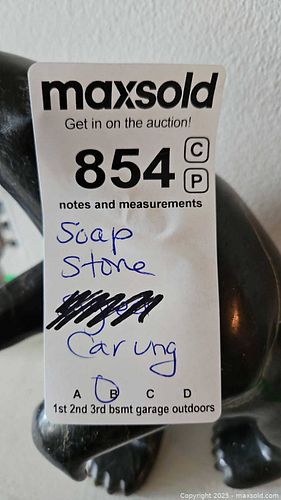 maxsold
Get in on the auction!
854 C
P
notes and measurements
Soap
Stone
Carving
A B C D
1st 2nd 3rd bsmt garage outdoors
Copyright 2023 - maxsold.com